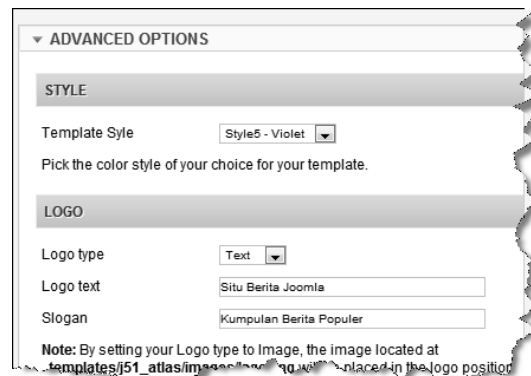 ADVANCED OPTIONS
STYLE
Template Syle Style5 - Violet
Pick the color style of your choice for your template.
LOGO
Logo type Text
Logo text Situ Berita Joomla
Slogan Kumpulan Berita Populer
Note: By setting your Logo type to Image, the image located at
templates/j51_atlas/images/ placed in the logo position